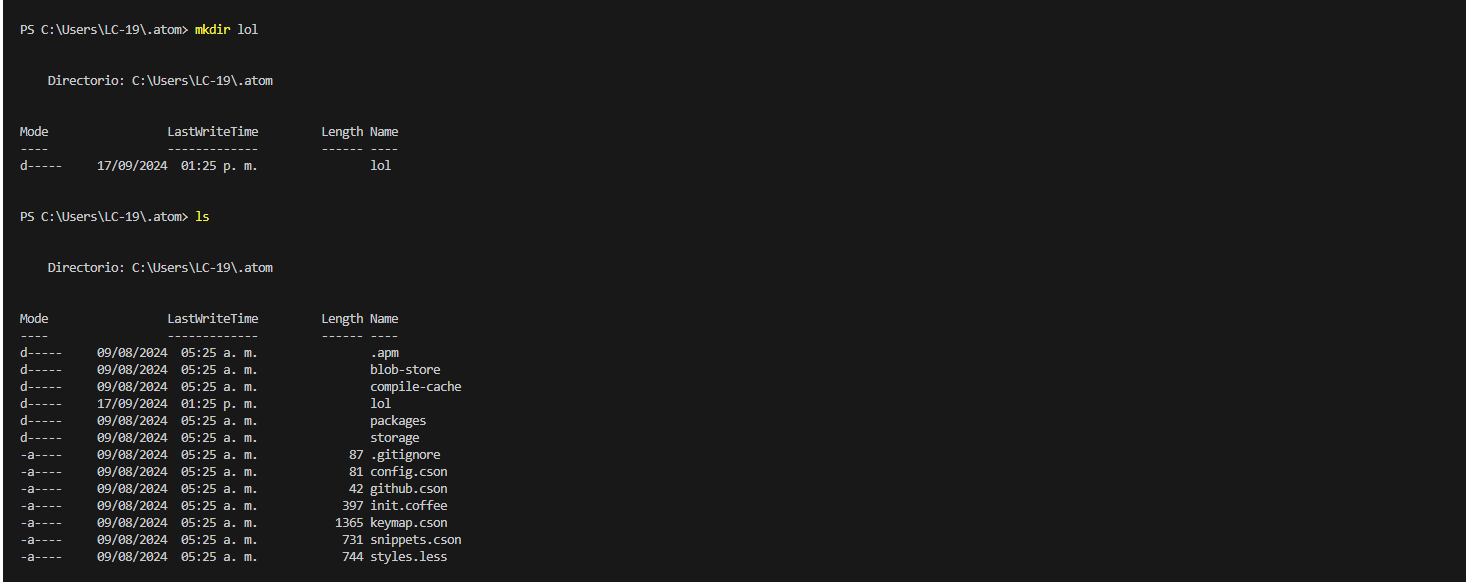 PS C:\Users\LC-19\.atom> mkdir lol
Directorio: C:\Users\LC-19\.atom
Mode LastWriteTime Length Name
---- ------------- ------ ----
d----- 17/09/2024 01:25 p. m. lol
PS C:\Users\LC-19\.atom> ls
Directorio: C:\Users\LC-19\.atom
Mode LastWriteTime Length Name
---- ------------- ------ ----
d----- 09/08/2024 05:25 a. m. .apm
d----- 09/08/2024 05:25 a. m. blob-store
d----- 09/08/2024 05:25 a. m. compile-cache
d----- 17/09/2024 01:25 p. m. lol
d----- 09/08/2024 05:25 a. m. packages
d----- 09/08/2024 05:25 a. m. storage
-a---- 09/08/2024 05:25 a. m. 87 .gitignore
-a---- 09/08/2024 05:25 a. m. 81 config.cson
-a---- 09/08/2024 05:25 a. m. 42 github.cson
-a---- 09/08/2024 05:25 a. m. 397 init.coffee
-a---- 09/08/2024 05:25 a. m. 1365 keymap.cson
-a---- 09/08/2024 05:25 a. m. 731 snippets.cson
-a---- 09/08/2024 05:25 a. m. 744 styles.less